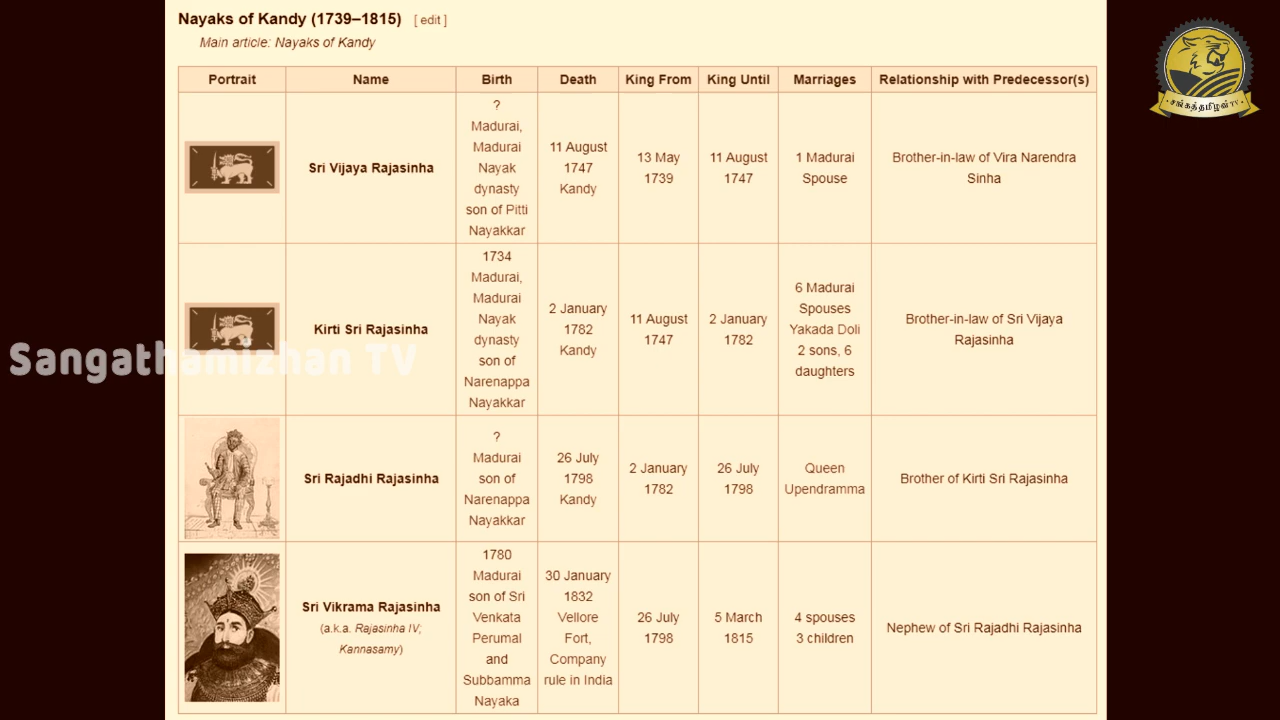 Nayaks of Kandy (1739–1815) [ edit ]
Main article: Nayaks of Kandy
Portrait Name Birth Death King From King Until Marriages Relationship with Predecessor(s)
Sri Vijaya Rajasinha
?
Madurai,
Madurai
Nayak
dynasty
son of Pitti
Nayakkar
11 August
1747
Kandy
13 May
1739
11 August
1747
1 Madurai
Spouse
Brother-in-law of Vira Narendra
Sinha
Kirti Sri Rajasinha
1734
Madurai,
Madurai
Nayak
dynasty
son of
Narenappa
Nayakkar
2 January
1782
Kandy
11 August
1747
2 January
1782
6 Madurai
Spouses
Yakada Doli
2 sons, 6
daughters
Brother-in-law of Sri Vijaya
Rajasinha
Sri Rajadhi Rajasinha
?
Madurai
son of
Narenappa
Nayakkar
26 July
1798
Kandy
2 January
1782
26 July
1798
Queen
Upendramma
Brother of Kirti Sri Rajasinha
Sri Vikrama Rajasinha
(a.k.a. Rajasinha IV;
Kannasamy)
1780
Madurai
son of Sri
Venkata
Perumal
and
Subbamma
Nayaka
30 January
1832
Vellore
Fort,
Company
rule in India
26 July
1798
5 March
1815
4 spouses
3 children
Nephew of Sri Rajadhi Rajasinha
Sangathamizhan TV
சங்கத்தமிழன் TV